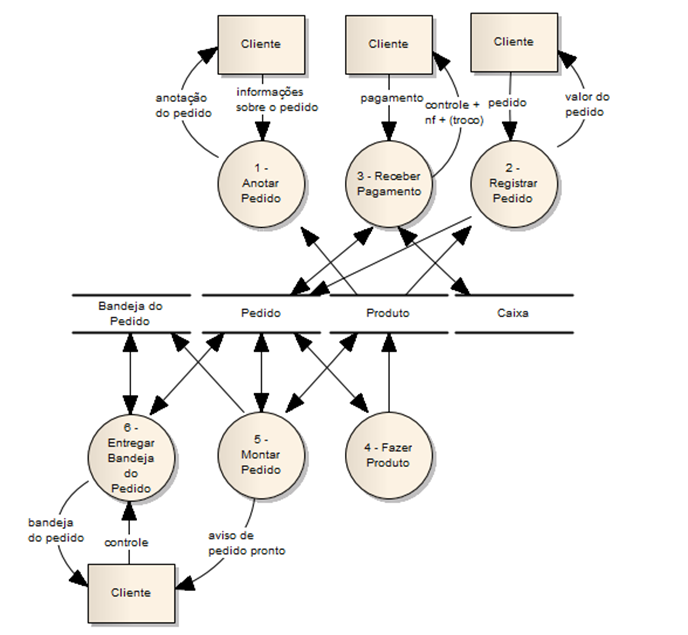 Cliente
Cliente
Cliente
anotação
do pedido
informações
sobre o pedido
pagamento
controle +
nf + (troco)
pedido
valor do
pedido
1 -
Anotar
Pedido
3 - Receber
Pagamento
2 -
Registrar
Pedido
Bandeja do
Pedido
Pedido
Produto
Caixa
6 -
Entregar
Bandeja
do
Pedido
5 -
Montar
Pedido
4 - Fazer
Produto
bandeja
do pedido
controle
aviso de
pedido pronto
Cliente